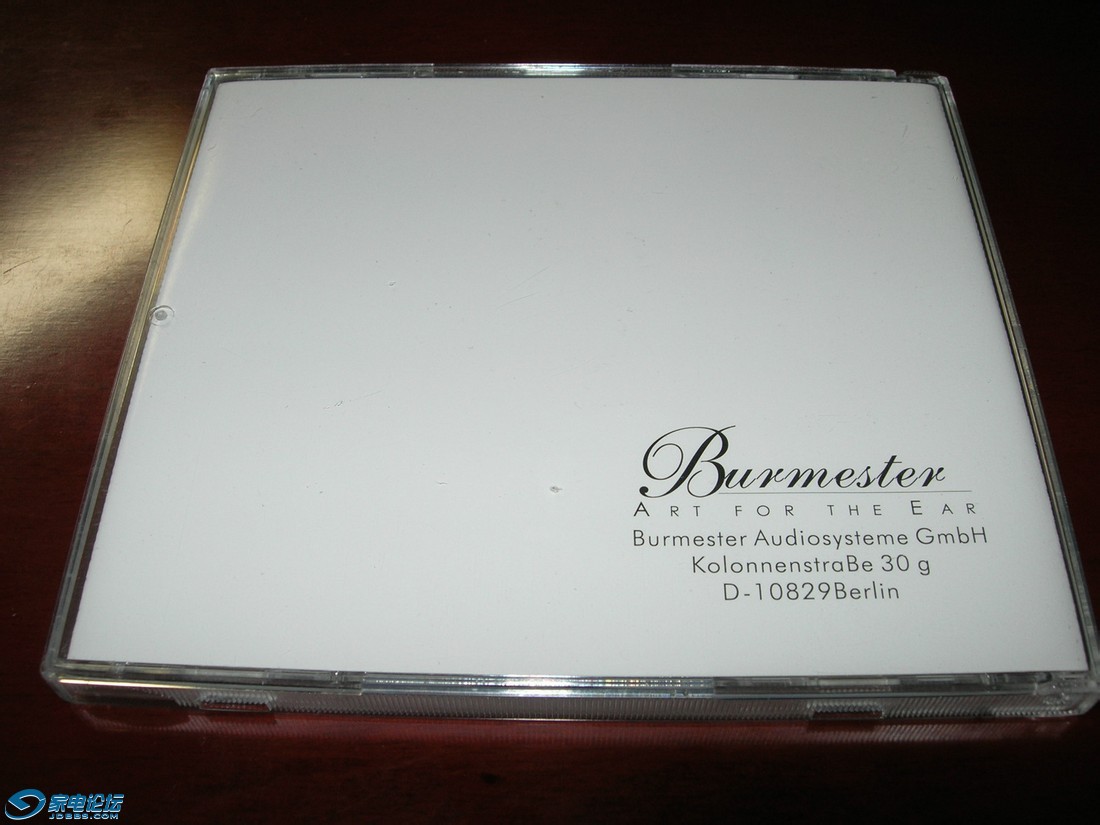 Burmester
ART FOR THE EAR
Burmester Audiosysteme GmbH
KolonnenstraBe 30 g
D-10829Berlin
家电论坛
JDBBS.COM